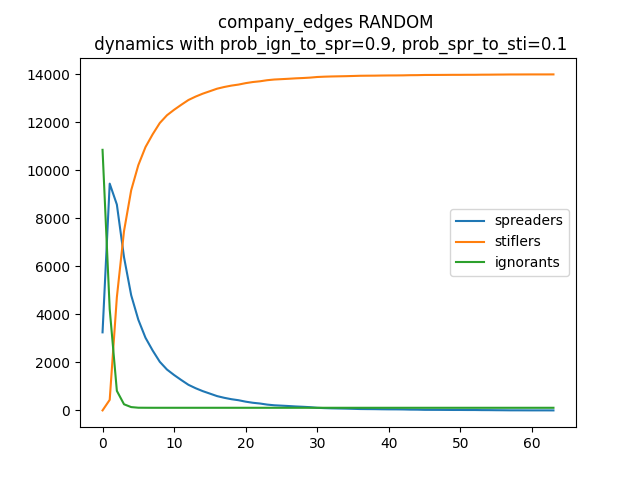 company_edges RANDOM
dynamics with prob_ign_to_spr=0.9, prob_spr_to_sti=0.1
14000
12000
10000
8000
6000
4000
2000
0
spreaders
stiflers
ignorants
0 10 20 30 40 50 60